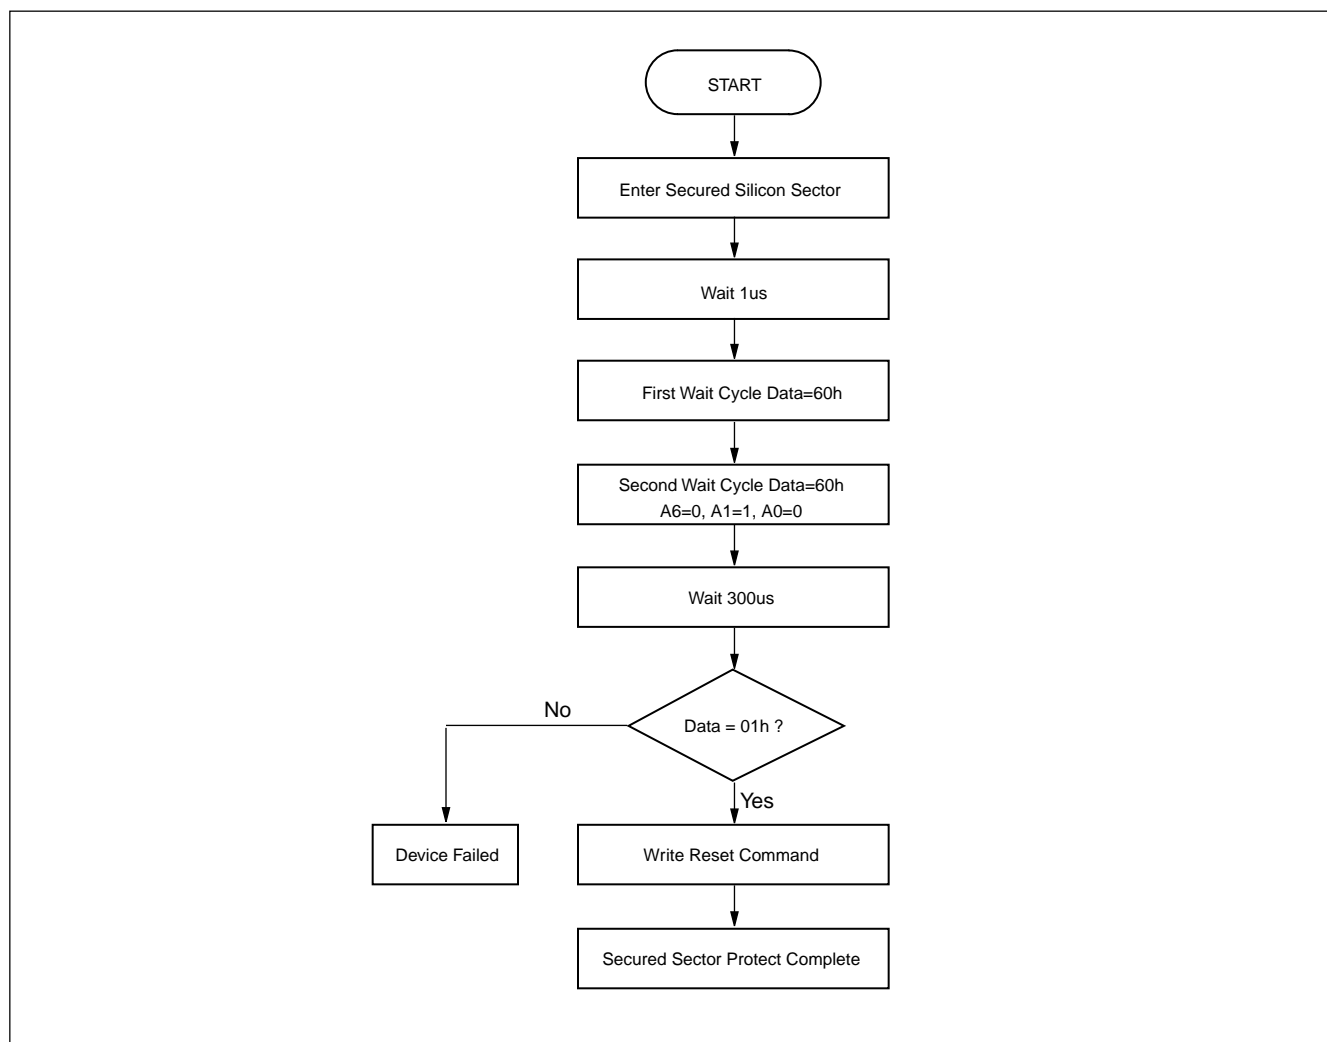 START
Enter Secured Silicon Sector
Wait 1us
First Wait Cycle Data=60h
Second Wait Cycle Data=60h
A6=0, A1=1, A0=0
Wait 300us
Data = 01h ?
No
Yes
Device Failed
Write Reset Command
Secured Sector Protect Complete